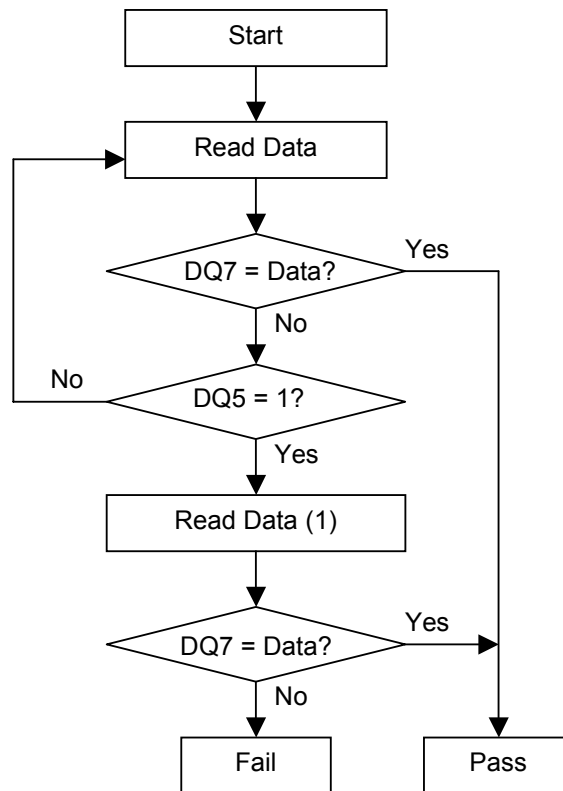 Start
Read Data
Yes
DQ7 = Data?
No
No
DQ5 = 1?
Yes
Read Data (1)
Yes
DQ7 = Data?
No
Fail
Pass